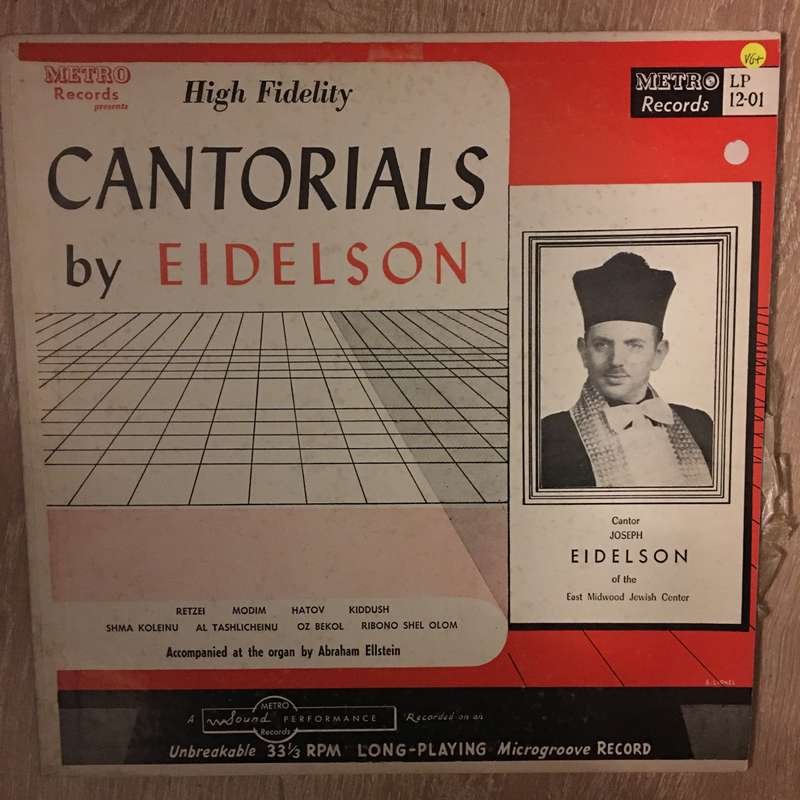 METRO
Records
presents
High Fidelity
CANTORIALS
by EIDELSON
VG+
METRO
Records
LP
12-01
Cantor
JOSEPH
EIDELSON
of the
East Midwood Jewish Center
RETZEI MODIM HATOV KIDDUSH
SHMA KOLEINU AL TASHLICHEINU OZ BEKOL RIBONO SHEL OLOM
Accompanied at the organ by Abraham Ellstein
METRO
A Sound PERFORMANCE Recorded on an
Records
Unbreakable 33 1/3 RPM LONG-PLAYING Microgroove RECORD